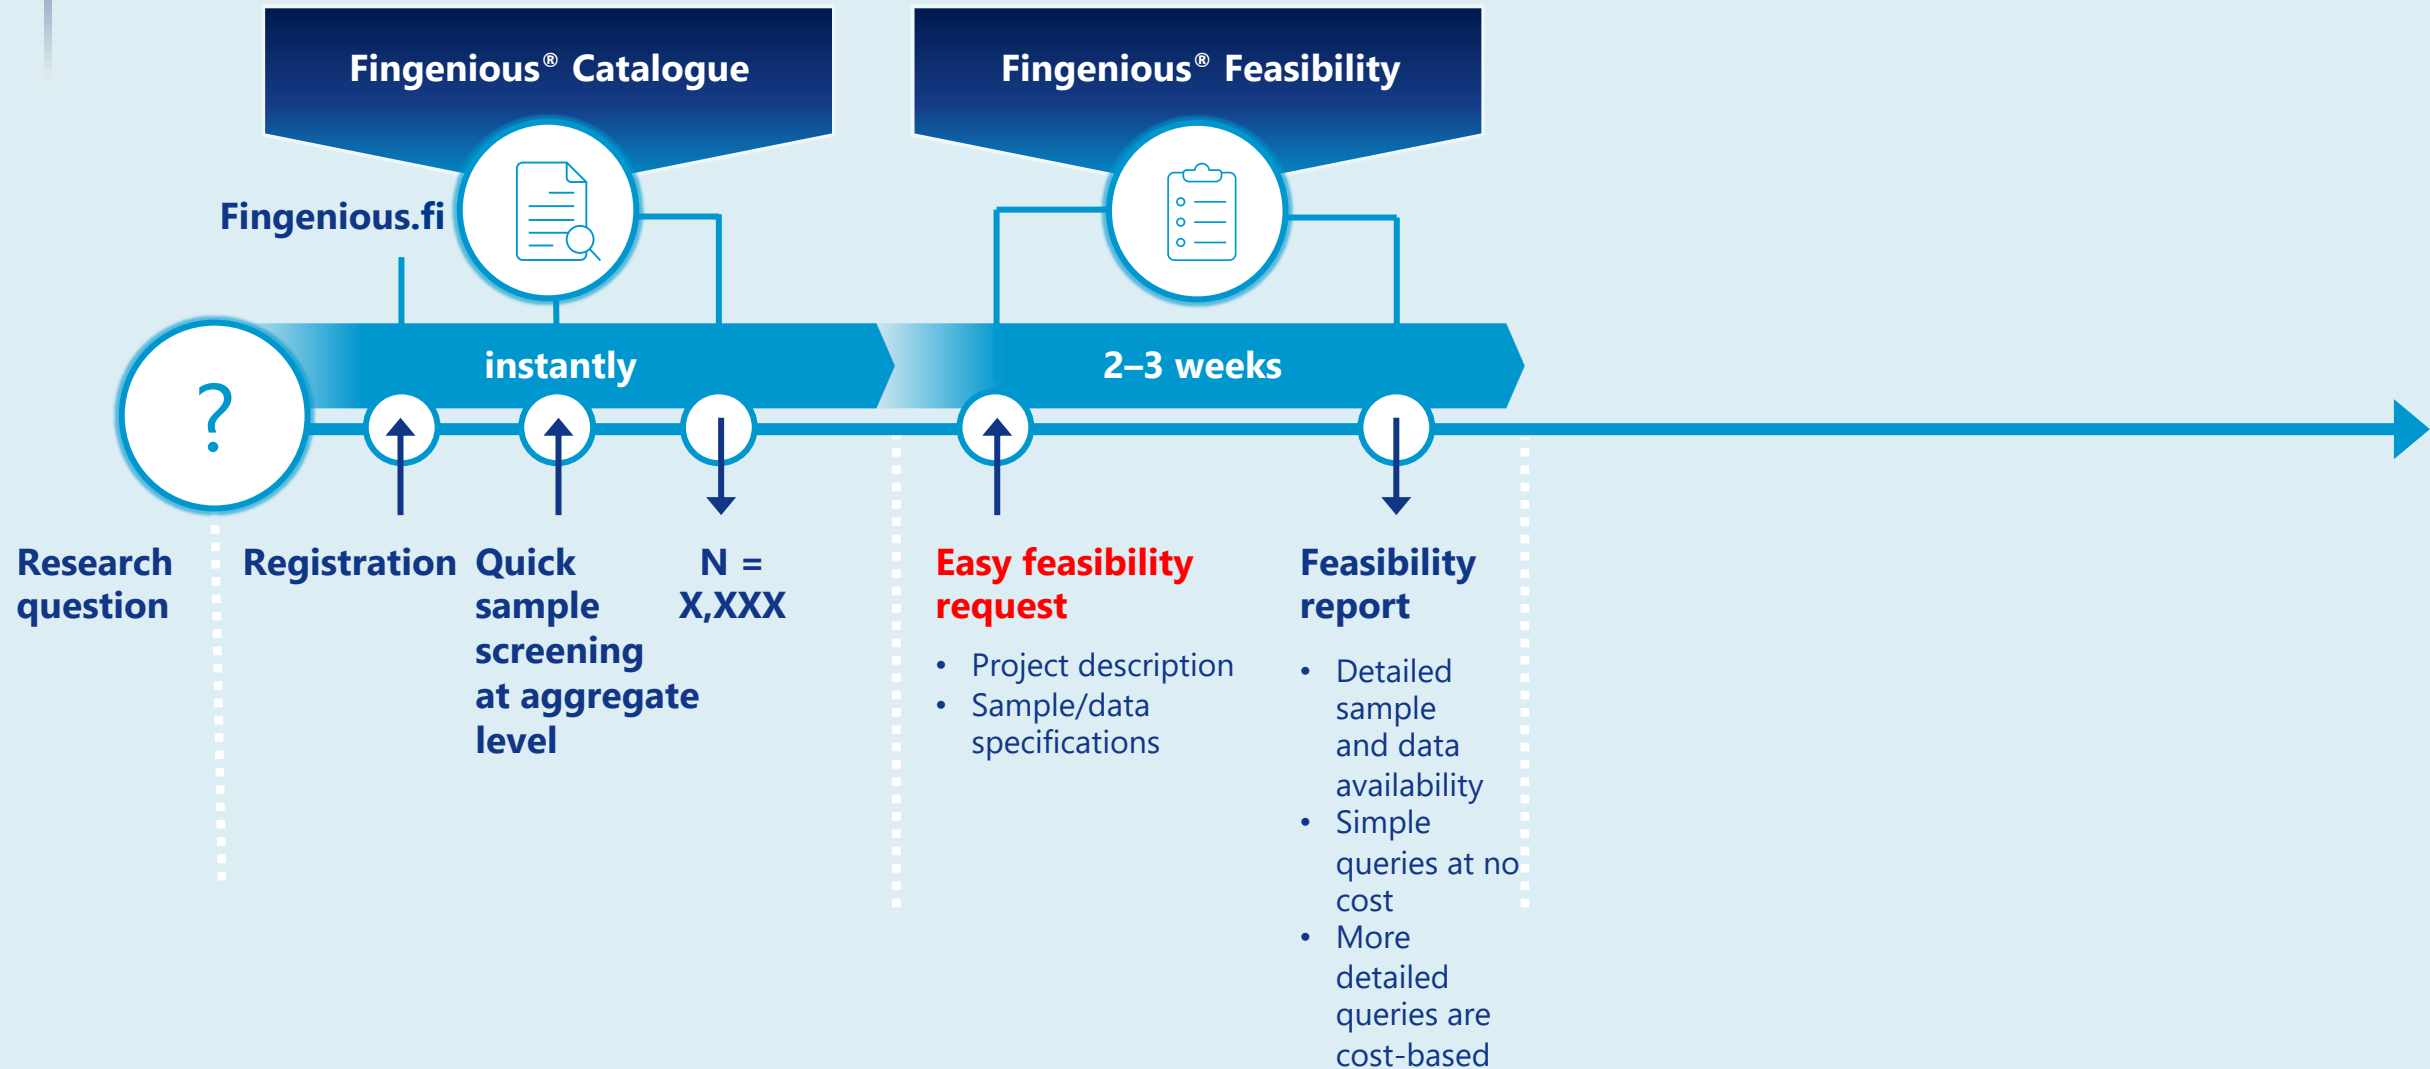 Fingenious® Catalogue
Fingenious® Feasibility
Fingenious.fi
instantly
2–3 weeks
?
Research
question
Registration
Quick
sample
screening
at aggregate
level
N =
X,XXX
Easy feasibility
request
• Project description
• Sample/data
specifications
Feasibility
report
• Detailed
sample
and data
availability
• Simple
queries at no
cost
• More
detailed
queries are
cost-based